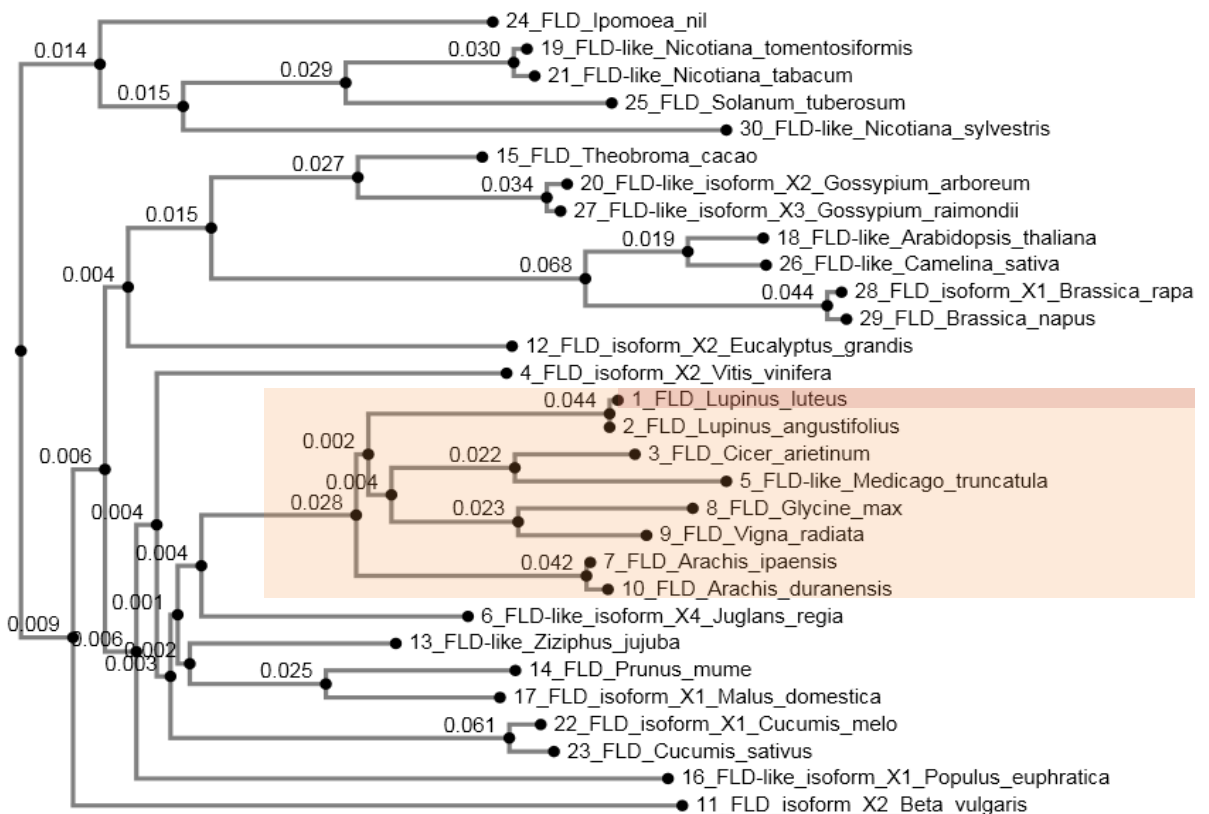 24_FLD_Ipomoea_nil
0.014
0.030
19_FLD-like_Nicotiana_tomentosiformis
0.029
21_FLD-like_Nicotiana_tabacum
0.015
25_FLD_Solanum_tuberosum
30_FLD-like_Nicotiana_sylvestris
0.027
15_FLD_Theobroma_cacao
0.034
20_FLD-like_isoform_X2_Gossypium_arboreum
27_FLD-like_isoform_X3_Gossypium_raimondii
0.015
0.019
18_FLD-like_Arabidopsis_thaliana
0.068
26_FLD-like_Camelina_sativa
0.004
0.044
28_FLD_isoform_X1_Brassica_rapa
29_FLD_Brassica_napus
12_FLD_isoform_X2_Eucalyptus_grandis
4_FLD_isoform_X2_Vitis_vinifera
0.044
1_FLD_Lupinus_luteus
2_FLD_Lupinus_angustifolius
0.002
0.022
3_FLD_Cicer_arietinum
0.006
0.004
5_FLD-like_Medicago_truncatula
0.028
0.023
8_FLD_Glycine_max
0.004
9_FLD_Vigna_radiata
0.004
0.042
7_FLD_Arachis_ipaensis
10_FLD_Arachis_duranensis
0.001
6_FLD-like_isoform_X4_Juglans_regia
0.009
0.006
0.002
13_FLD-like_Ziziphus_jujuba
0.003
0.025
14_FLD_Prunus_mume
17_FLD_isoform_X1_Malus_domestica
0.061
22_FLD_isoform_X1_Cucumis_melo
23_FLD_Cucumis_sativus
16_FLD-like_isoform_X1_Populus_euphratica
11_FLD_isoform_X2_Beta_vulgaris